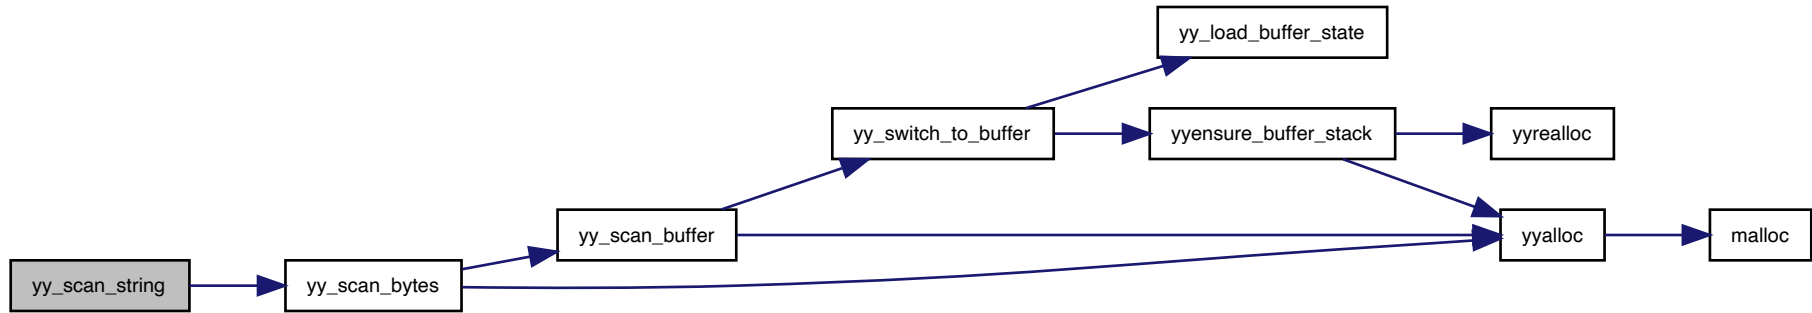 yy_load_buffer_state
yy_switch_to_buffer
yyensure_buffer_stack
yyrealloc
yy_scan_buffer
yyalloc
malloc
yy_scan_string
yy_scan_bytes